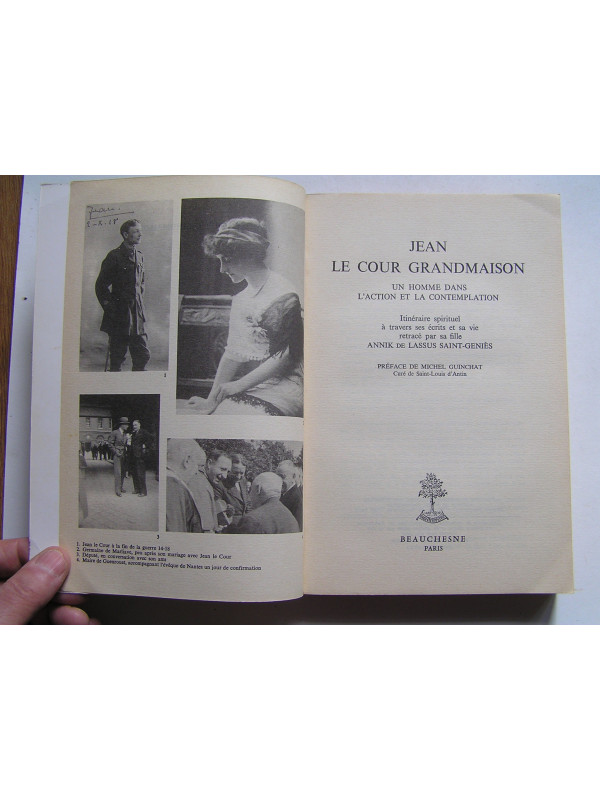 Jean.
1
3
1. Jean le Cour à la fin de la guerre 14-18
2. Germaine de Marliave, peu après son mariage avec Jean le Cour
3. Député, en conversation avec son ami
4. Maire de Guenrouet, accompagnant l'évêque de Nantes un jour de confirmation
JEAN
LE COUR GRANDMAISON
UN HOMME DANS
L'ACTION ET LA CONTEMPLATION
Itinéraire spirituel
à travers ses écrits et sa vie
retracé par sa fille
ANNIK DE LASSUS SAINT-GENIÈS
PRÉFACE DE MICHEL GUINCHAT
Curé de Saint-Louis d'Antin
BEAUCHESNE
PARIS